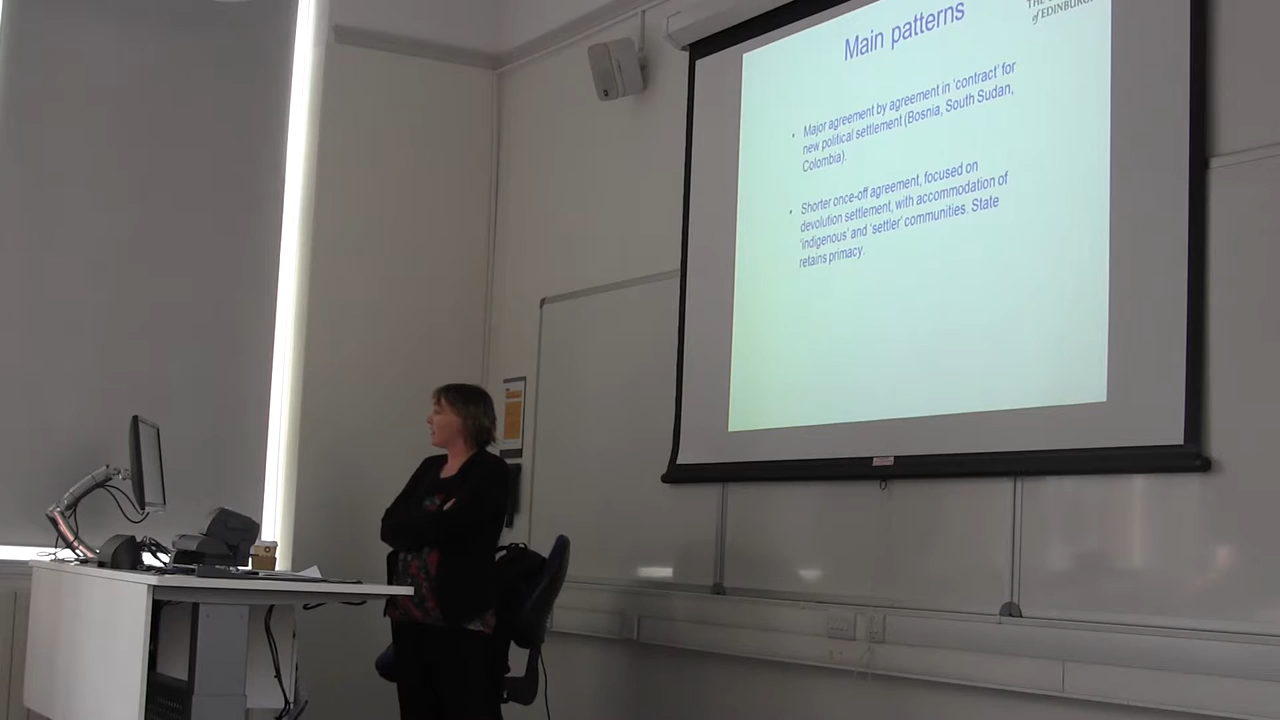 of EDINBURGH
Main patterns
• Major agreement by agreement in 'contract' for
new political settlement (Bosnia, South Sudan,
Colombia).
• Shorter once-off agreement, focused on
devolution settlement, with accommodation of
'indigenous' and 'settler' communities. State
retains primacy.